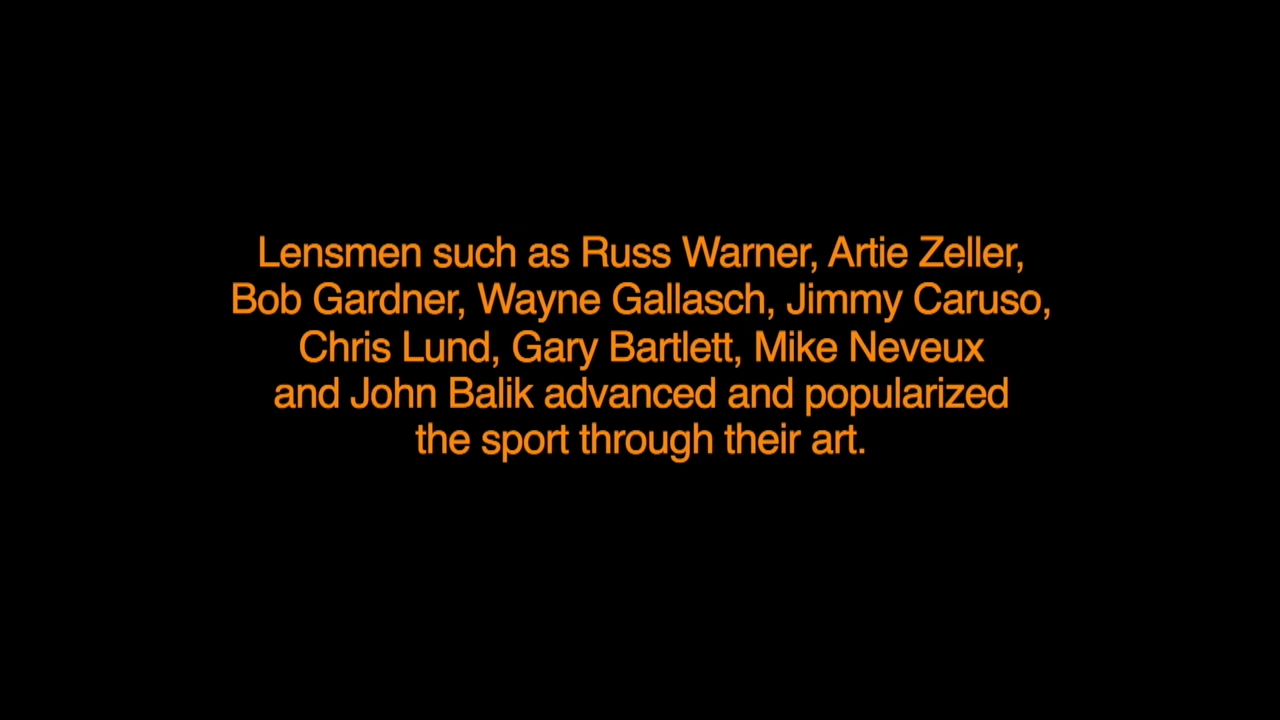 Lensmen such as Russ Warner, Artie Zeller,
Bob Gardner, Wayne Gallasch, Jimmy Caruso,
Chris Lund, Gary Bartlett, Mike Neveux
and John Balik advanced and popularized
the sport through their art.